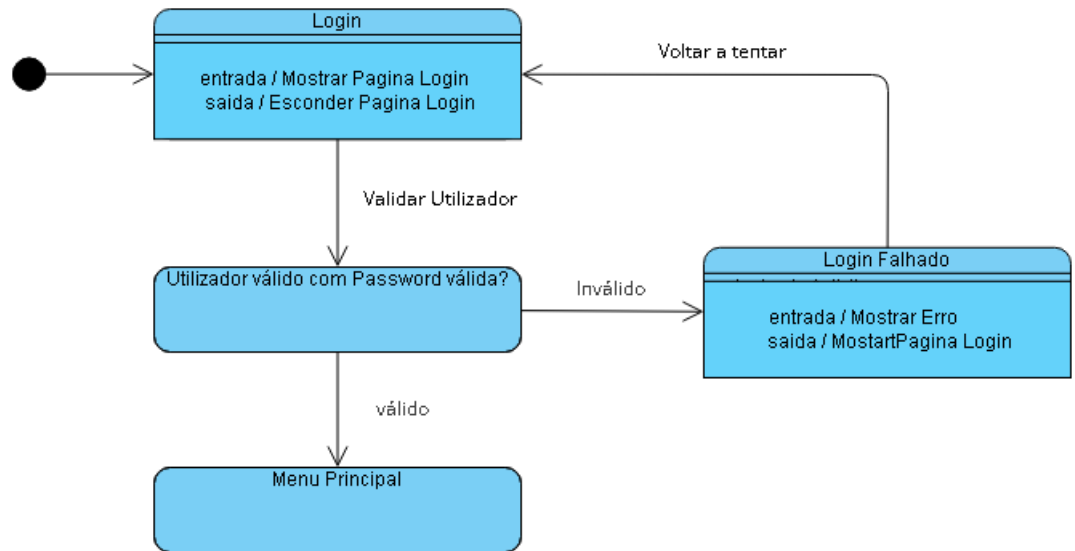 Login
entrada / Mostrar Pagina Login
saida / Esconder Pagina Login
Voltar a tentar
Validar Utilizador
Utilizador válido com Password válida?
Inválido
Login Falhado
entrada / Mostrar Erro
saida / MostartPagina Login
válido
Menu Principal